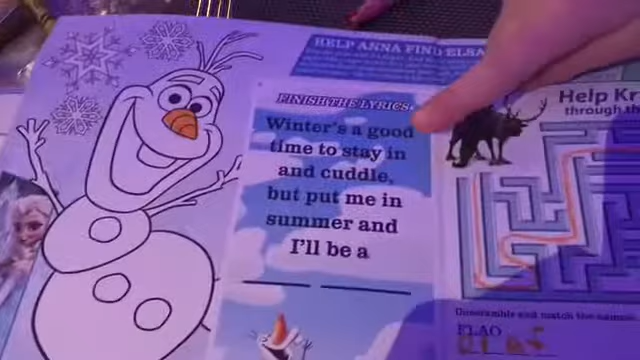 HELP ANNA FIND ELSA
FINISH THE LYRICS
Winter's a good
time to stay in
and cuddle,
but put me in
summer and
I'll be a
Help Kr
through the
Unscramble and match the names.
FLAO